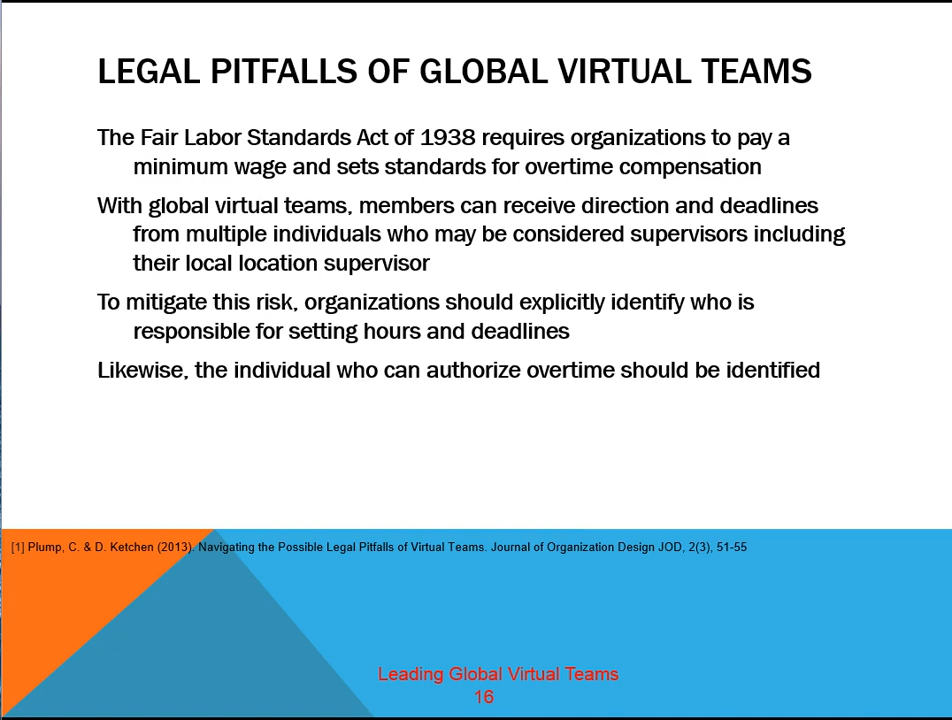 LEGAL PITFALLS OF GLOBAL VIRTUAL TEAMS
The Fair Labor Standards Act of 1938 requires organizations to pay a
minimum wage and sets standards for overtime compensation
With global virtual teams, members can receive direction and deadlines
from multiple individuals who may be considered supervisors including
their local location supervisor
To mitigate this risk, organizations should explicitly identify who is
responsible for setting hours and deadlines
Likewise, the individual who can authorize overtime should be identified
[1] Plump, C. & D. Ketchen (2013). Navigating the Possible Legal Pitfalls of Virtual Teams. Journal of Organization Design JOD, 2(3), 51-55
Leading Global Virtual Teams
16